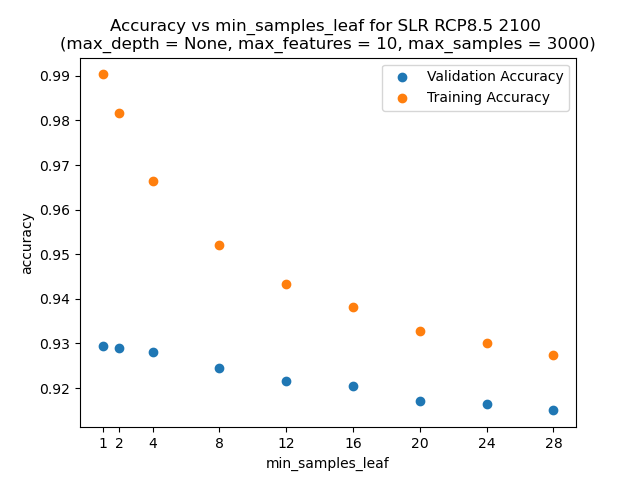 Accuracy vs min_samples_leaf for SLR RCP8.5 2100
(max_depth = None, max_features = 10, max_samples = 3000)
Validation Accuracy
Training Accuracy
0.99
0.98
0.97
0.96
0.95
0.94
0.93
0.92
accuracy
1 2 4 8 12 16 20 24 28
min_samples_leaf